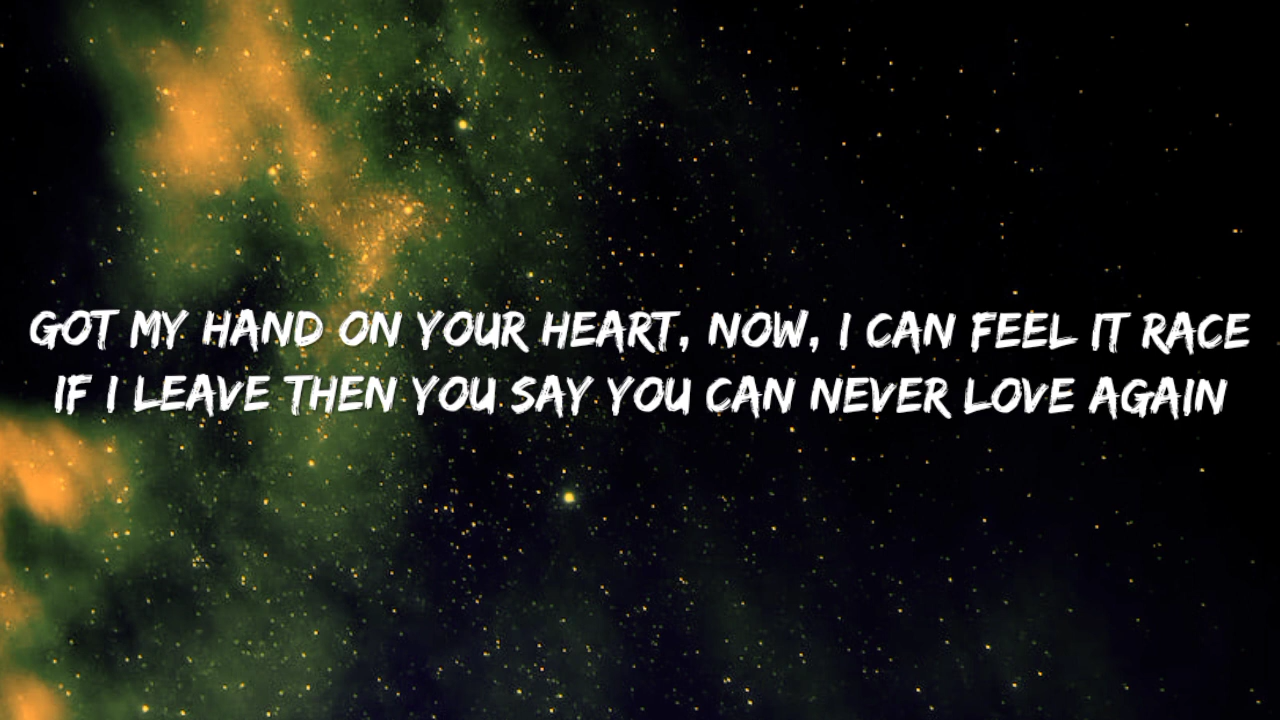 GOT MY HAND ON YOUR HEART, NOW, I CAN FEEL IT RACE
IF I LEAVE THEN YOU SAY YOU CAN NEVER LOVE AGAIN